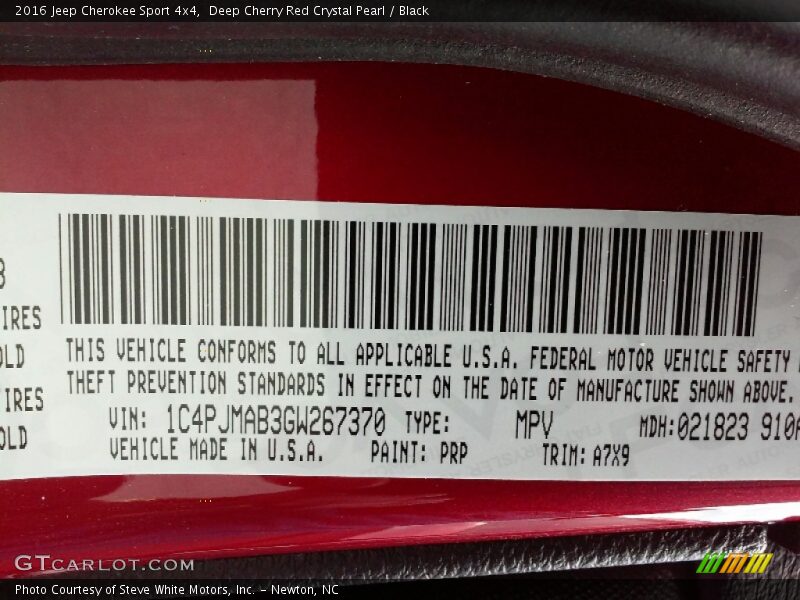 2016 Jeep Cherokee Sport 4x4,  Deep Cherry Red Crystal Pearl / Black
IRES
OLD
IRES
OLD
THIS VEHICLE CONFORMS TO ALL APPLICABLE U.S.A. FEDERAL MOTOR VEHICLE SAFETY
THEFT PREVENTION STANDARDS IN EFFECT ON THE DATE OF MANUFACTURE SHOWN ABOVE.
VIN: 1C4PJMAB3GW267370 TYPE: MPV MDH:021823 910A
VEHICLE MADE IN U.S.A. PAINT: PRP TRIM: A7X9
GTCARLOT.COM
Photo Courtesy of Steve White Motors, Inc. – Newton, NC